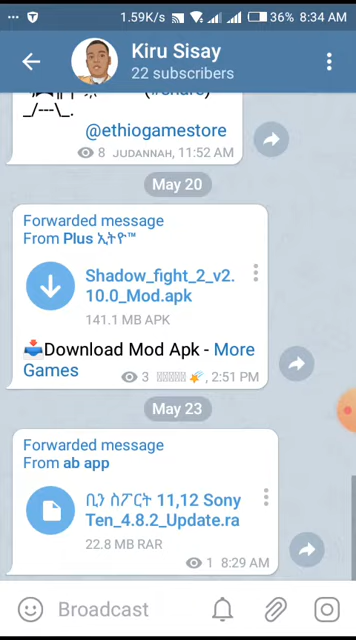 1.59K/s 36% 8:34 AM
Kiru Sisay
22 subscribers
_/---\_.
@ethiogamestore
8 JUDANNAH, 11:52 AM
May 20
Forwarded message
From Plus ኢትዮ™
Shadow_fight_2_v2.
10.0_Mod.apk
141.1 MB APK
📥Download Mod Apk - More
Games
3 2:51 PM
May 23
Forwarded message
From ab app
ቢን ስፖርት 11,12 Sony
Ten_4.8.2_Update.ra
22.8 MB RAR
1 8:29 AM
Broadcast